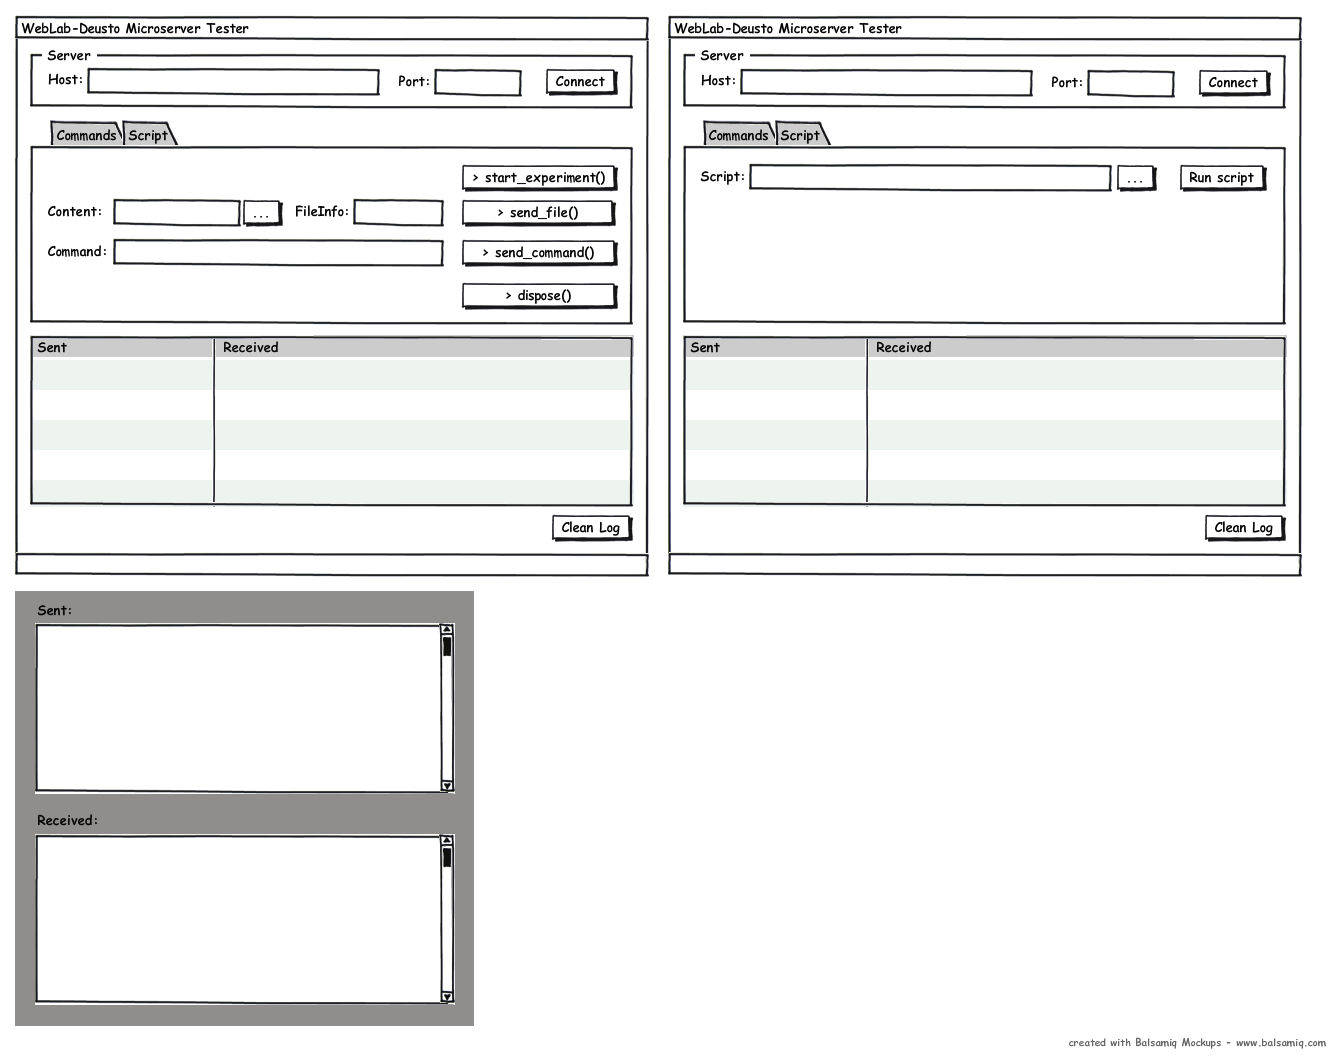 WebLab-Deusto Microserver Tester
Server
Host:
Port:
Connect
Commands
Script
> start_experiment()
Content:
...
FileInfo:
> send_file()
Command:
> send_command()
> dispose()
Sent
Received
Clean Log
WebLab-Deusto Microserver Tester
Server
Host:
Port:
Connect
Commands
Script
Script:
...
Run script
Sent
Received
Clean Log
Sent:
Received:
created with Balsamiq Mockups - www.balsamiq.com